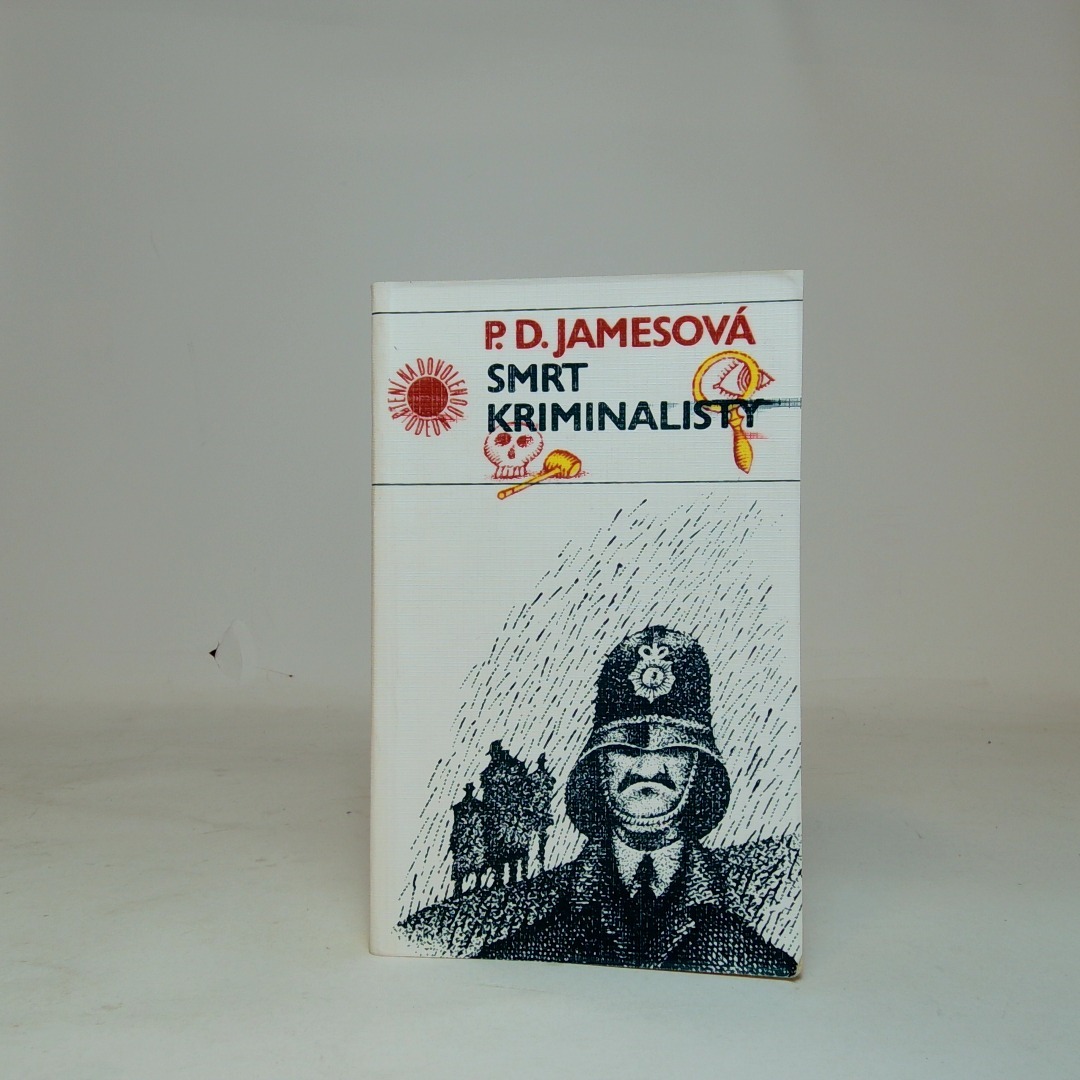 P. D. JAMESOVÁ
SMRT
KRIMINALISTY
ČTENÍ NA DOVOLENOU
ODEON